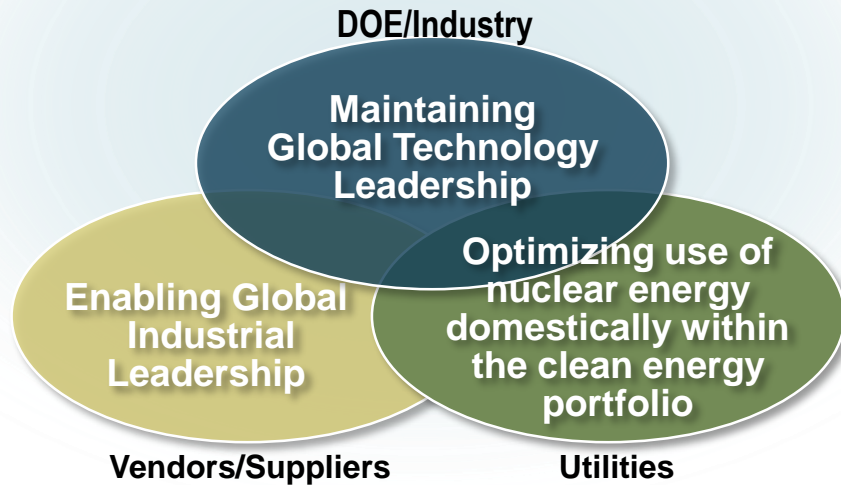 DOE/Industry
Maintaining
Global Technology
Leadership
Enabling Global
Industrial
Leadership
Optimizing use of
nuclear energy
domestically within
the clean energy
portfolio
Vendors/Suppliers
Utilities